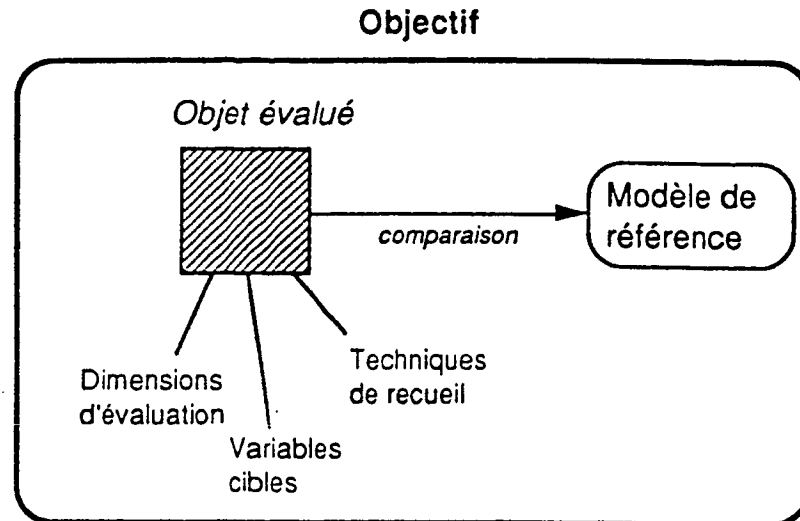 Objectif
Objet évalué
comparaison
Modèle de
référence
Dimensions
d'évaluation
Variables
cibles
Techniques
de recueil